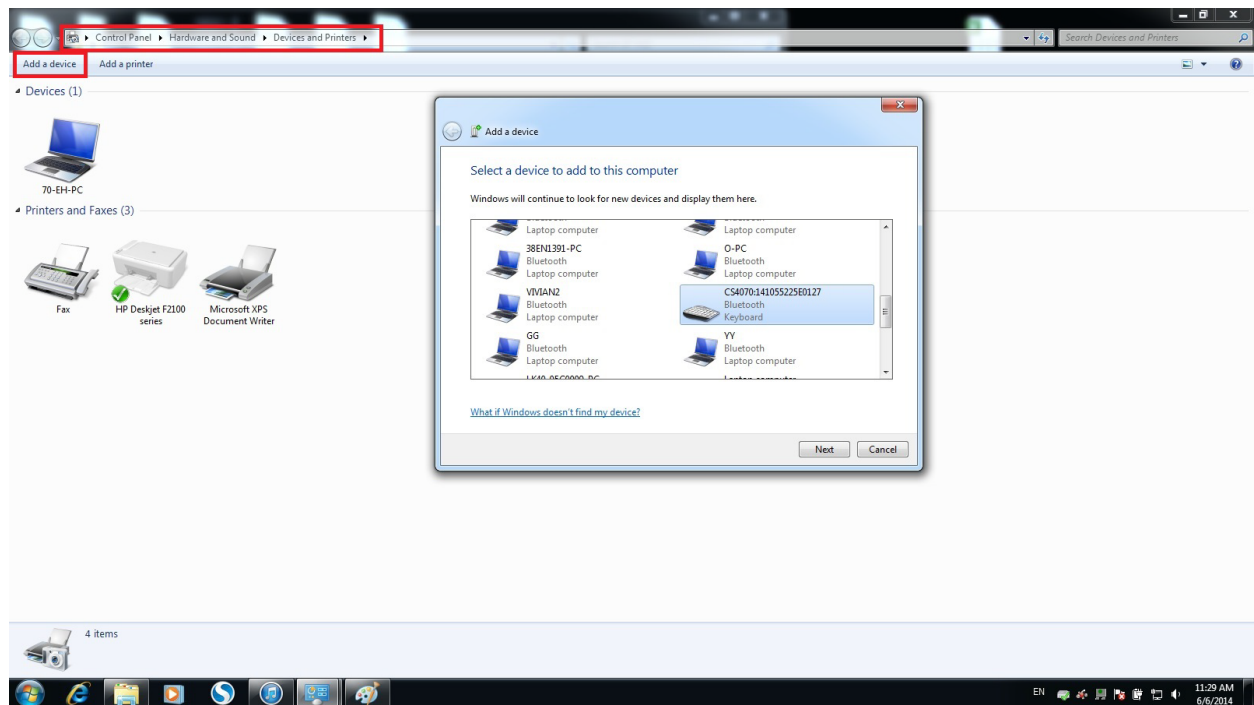 Control Panel ▸ Hardware and Sound ▸ Devices and Printers ▸
Search Devices and Printers
Add a device Add a printer
Devices (1)
70-EH-PC
Printers and Faxes (3)
Fax
HP Deskjet F2100
series
Microsoft XPS
Document Writer
Add a device
Select a device to add to this computer
Windows will continue to look for new devices and display them here.
Laptop computer
Laptop computer
38EN1391-PC
Bluetooth
Laptop computer
O-PC
Bluetooth
Laptop computer
VIVIAN2
Bluetooth
Laptop computer
CS4070:141055225E0127
Bluetooth
Keyboard
GG
Bluetooth
Laptop computer
YY
Bluetooth
Laptop computer
What if Windows doesn't find my device?
Next Cancel
4 items
EN
11:29 AM
6/6/2014